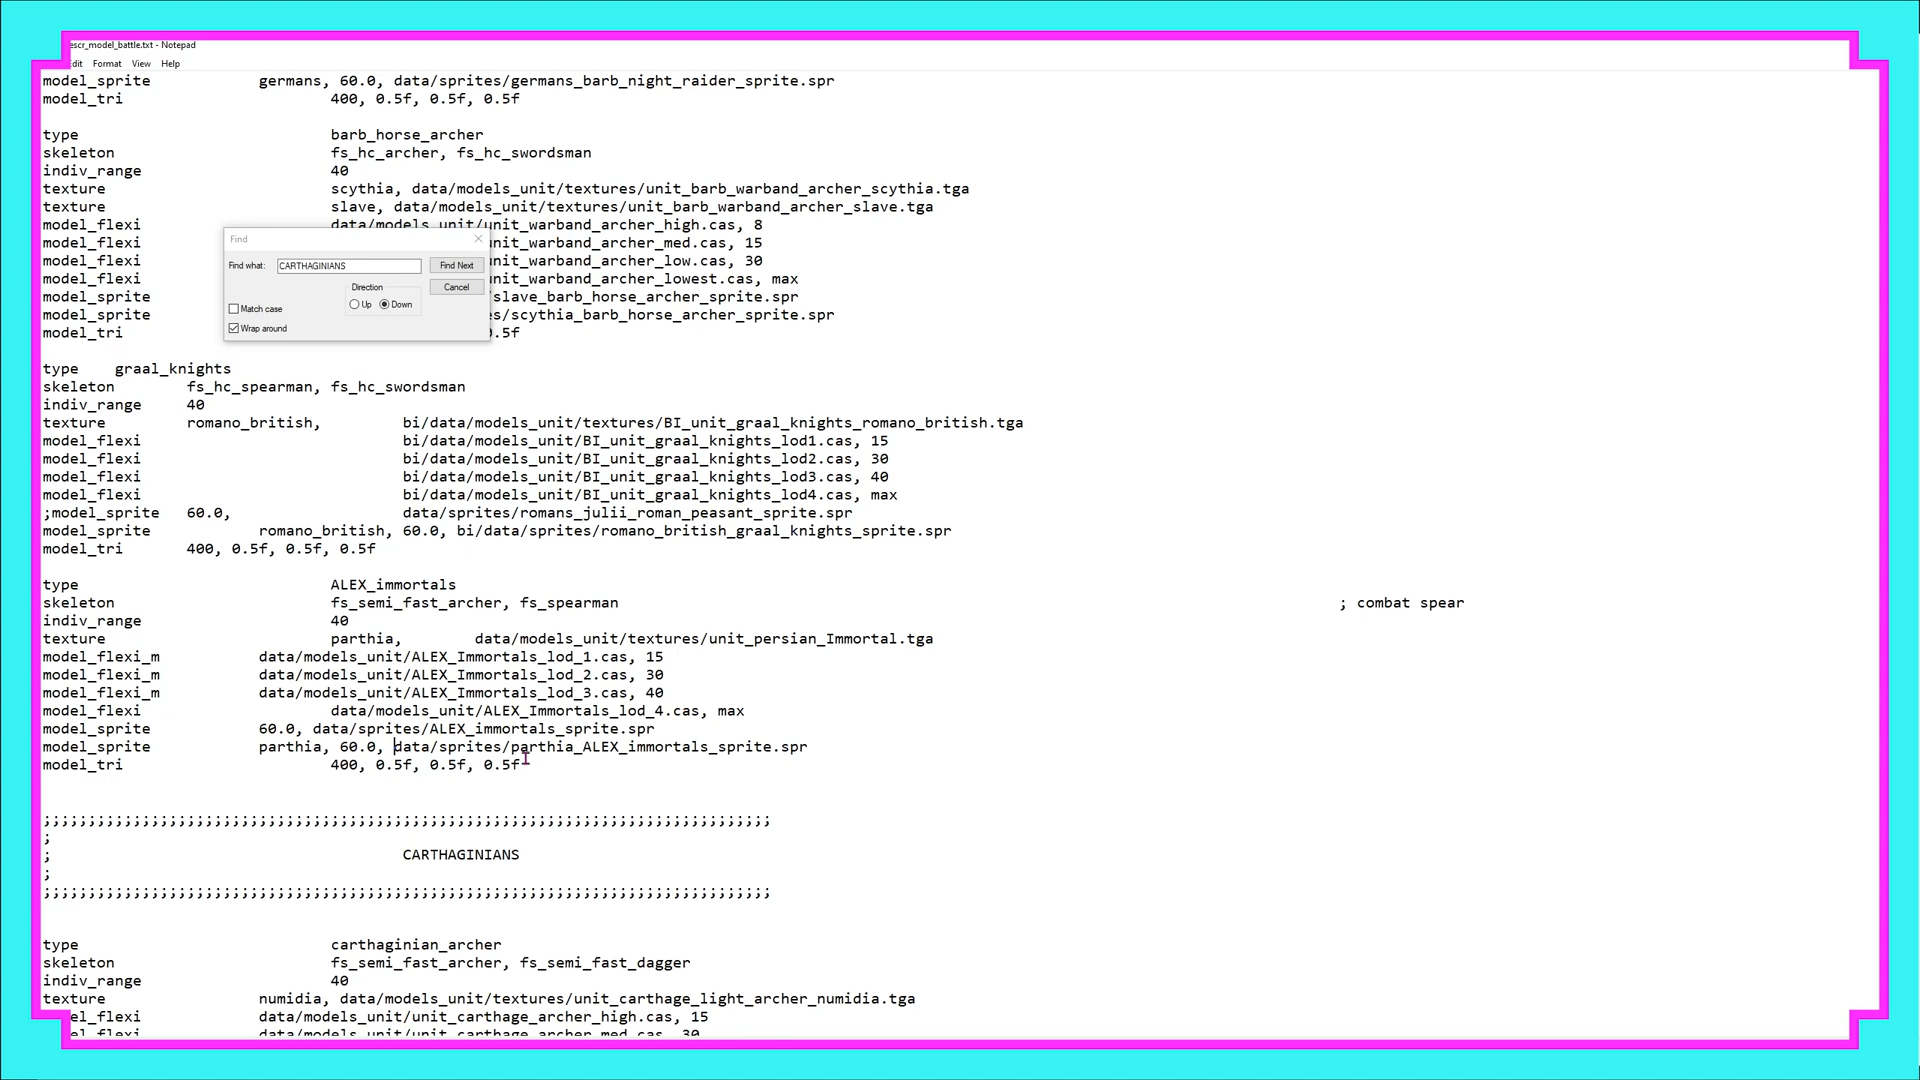 escr_model_battle.txt - Notepad
Edit Format View Help
model_sprite germans, 60.0, data/sprites/germans_barb_night_raider_sprite.spr
model_tri 400, 0.5f, 0.5f, 0.5f
type barb_horse_archer
skeleton fs_hc_archer, fs_hc_swordsman
indiv_range 40
texture scythia, data/models_unit/textures/unit_barb_warband_archer_scythia.tga
texture slave, data/models_unit/textures/unit_barb_warband_archer_slave.tga
model_flexi data/models_unit/unit_warband_archer_high.cas, 8
model_flexi unit_warband_archer_med.cas, 15
model_flexi unit_warband_archer_low.cas, 30
model_flexi unit_warband_archer_lowest.cas, max
model_sprite slave_barb_horse_archer_sprite.spr
model_sprite s/scythia_barb_horse_archer_sprite.spr
model_tri 0.5f
Find
Find what: CARTHAGINIANS Find Next
Direction Cancel
Up Down
Match case
Wrap around
type graal_knights
skeleton fs_hc_spearman, fs_hc_swordsman
indiv_range 40
texture romano_british, bi/data/models_unit/textures/BI_unit_graal_knights_romano_british.tga
model_flexi bi/data/models_unit/BI_unit_graal_knights_lod1.cas, 15
model_flexi bi/data/models_unit/BI_unit_graal_knights_lod2.cas, 30
model_flexi bi/data/models_unit/BI_unit_graal_knights_lod3.cas, 40
model_flexi bi/data/models_unit/BI_unit_graal_knights_lod4.cas, max
;model_sprite 60.0, data/sprites/romans_julii_roman_peasant_sprite.spr
model_sprite romano_british, 60.0, bi/data/sprites/romano_british_graal_knights_sprite.spr
model_tri 400, 0.5f, 0.5f, 0.5f
type ALEX_immortals
skeleton fs_semi_fast_archer, fs_spearman ; combat spear
indiv_range 40
texture parthia, data/models_unit/textures/unit_persian_Immortal.tga
model_flexi_m data/models_unit/ALEX_Immortals_lod_1.cas, 15
model_flexi_m data/models_unit/ALEX_Immortals_lod_2.cas, 30
model_flexi_m data/models_unit/ALEX_Immortals_lod_3.cas, 40
model_flexi data/models_unit/ALEX_Immortals_lod_4.cas, max
model_sprite 60.0, data/sprites/ALEX_immortals_sprite.spr
model_sprite parthia, 60.0, data/sprites/parthia_ALEX_immortals_sprite.spr
model_tri 400, 0.5f, 0.5f, 0.5f
;;;;;;;;;;;;;;;;;;;;;;;;;;;;;;;;;;;;;;;;;;;;;;;;;;;;;;;;;;;;;;;;;;;;;;;;;;;;;;;;;
;
; CARTHAGINIANS
;
;;;;;;;;;;;;;;;;;;;;;;;;;;;;;;;;;;;;;;;;;;;;;;;;;;;;;;;;;;;;;;;;;;;;;;;;;;;;;;;;;
type carthaginian_archer
skeleton fs_semi_fast_archer, fs_semi_fast_dagger
indiv_range 40
texture numidia, data/models_unit/textures/unit_carthage_light_archer_numidia.tga
el_flexi data/models_unit/unit_carthage_archer_high.cas, 15
el_flexi data/models_unit/unit_carthage_archer_med.cas, 30